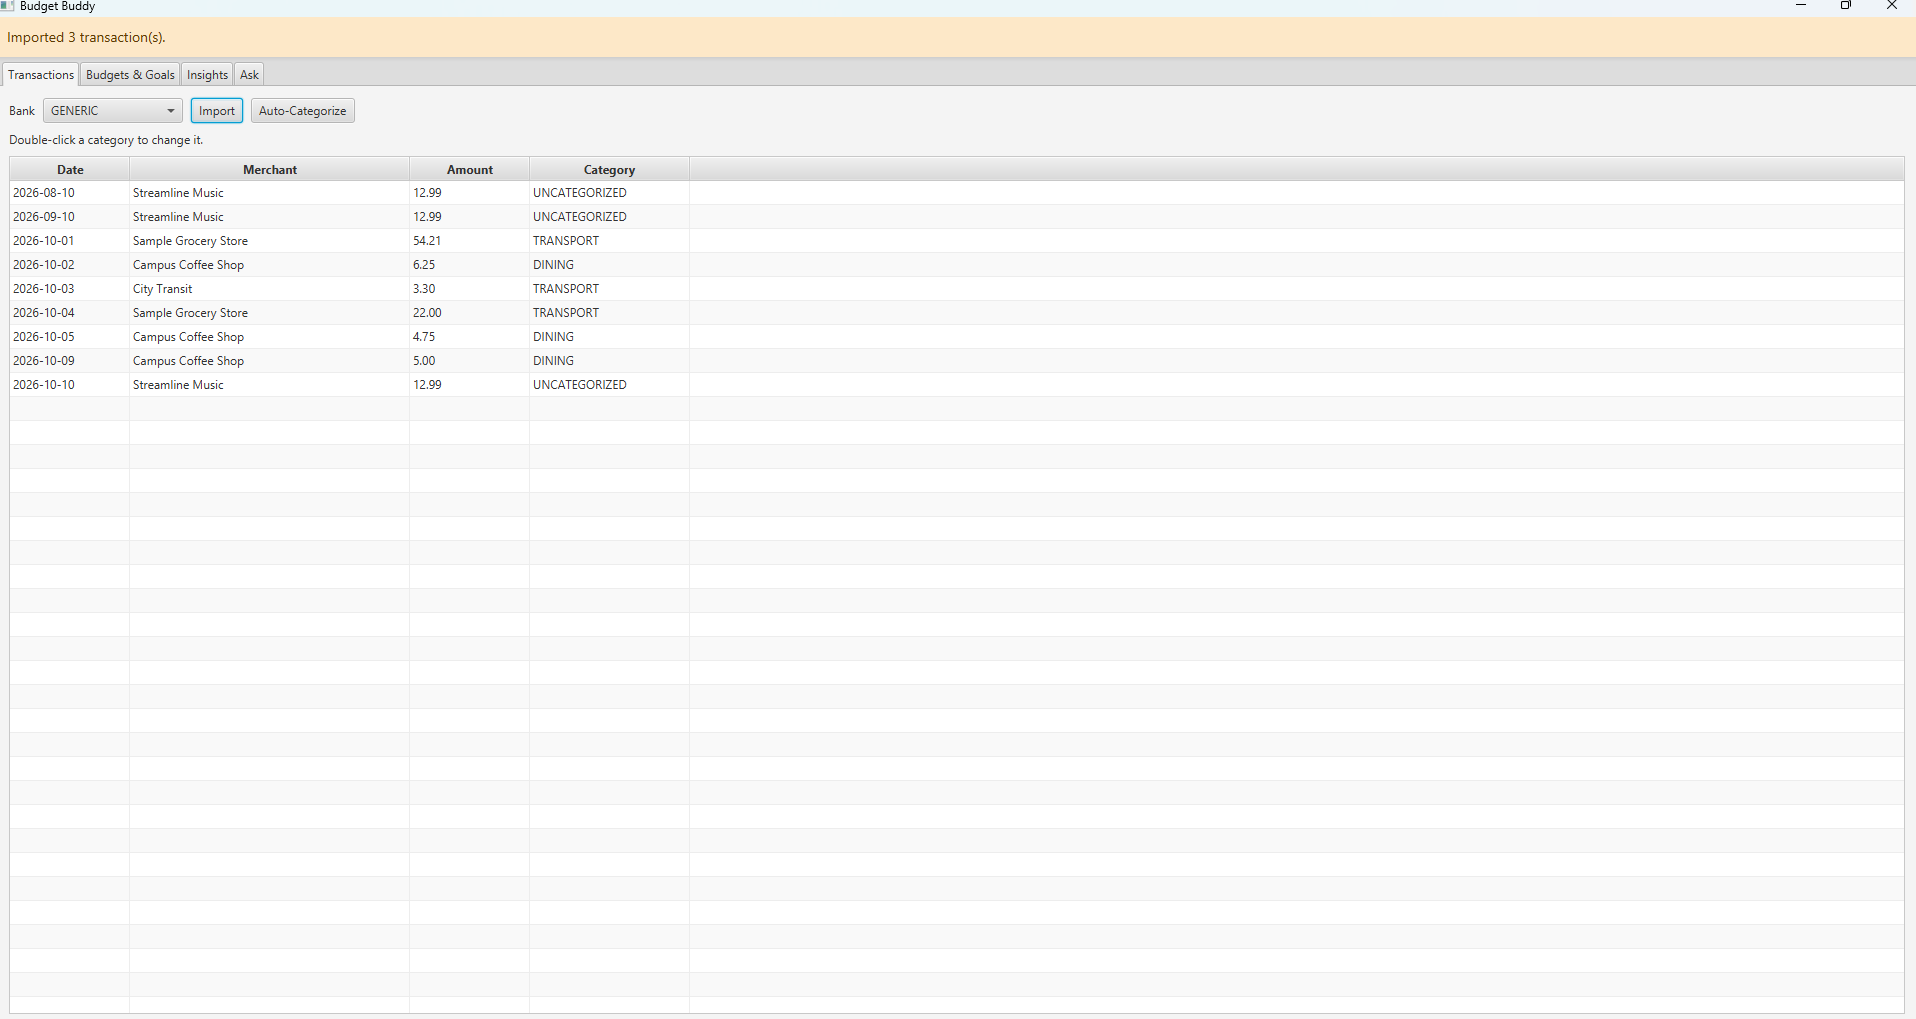 Budget Buddy
Imported 3 transaction(s).
Transactions Budgets & Goals Insights Ask
Bank GENERIC Import Auto-Categorize
Double-click a category to change it.
Date Merchant Amount Category
2026-08-10 Streamline Music 12.99 UNCATEGORIZED
2026-09-10 Streamline Music 12.99 UNCATEGORIZED
2026-10-01 Sample Grocery Store 54.21 TRANSPORT
2026-10-02 Campus Coffee Shop 6.25 DINING
2026-10-03 City Transit 3.30 TRANSPORT
2026-10-04 Sample Grocery Store 22.00 TRANSPORT
2026-10-05 Campus Coffee Shop 4.75 DINING
2026-10-09 Campus Coffee Shop 5.00 DINING
2026-10-10 Streamline Music 12.99 UNCATEGORIZED